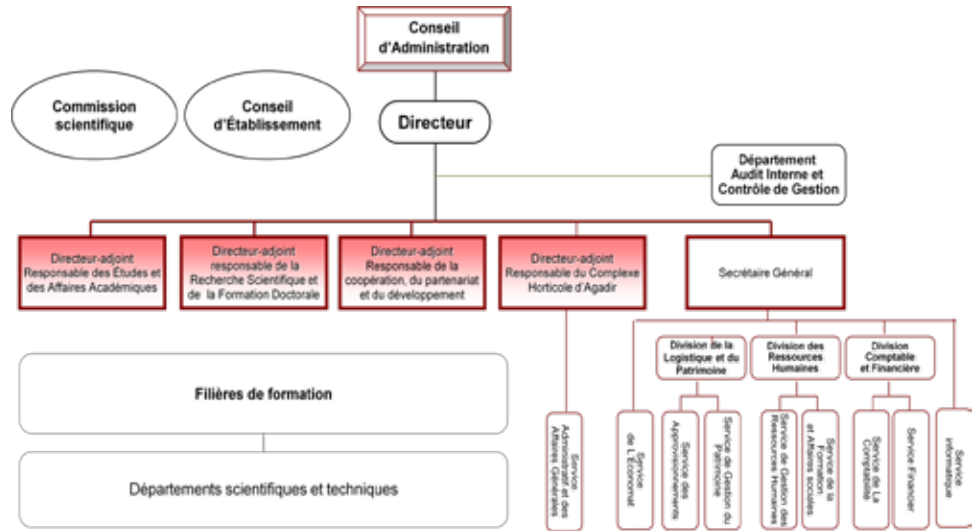 Conseil
d'Administration
Commission
scientifique
Conseil
d'Établissement
Directeur
Département
Audit Interne et
Contrôle de Gestion
Directeur-adjoint
Responsable des Études et
des Affaires Académiques
Directeur-adjoint
responsable de la
Recherche Scientifique et
de la Formation Doctorale
Directeur-adjoint
Responsable de la
coopération, du partenariat
et du développement
Directeur-adjoint
Responsable du Complexe
Horticole d'Agadir
Secrétaire Général
Division de la
Logistique et du
Patrimoine
Division des
Ressources
Humaines
Division
Comptable
et Financière
Filières de formation
Départements scientifiques et techniques
Service
Administratif et des
Affaires Générales
Service
de L'Économat
Service des
Approvisionnements
Service de Gestion du
Patrimoine
Service de Gestion des
Ressources Humaines
Service de la
Formation
et Affaires sociales
Service de La
Comptabilité
Service Financier
Service
informatique